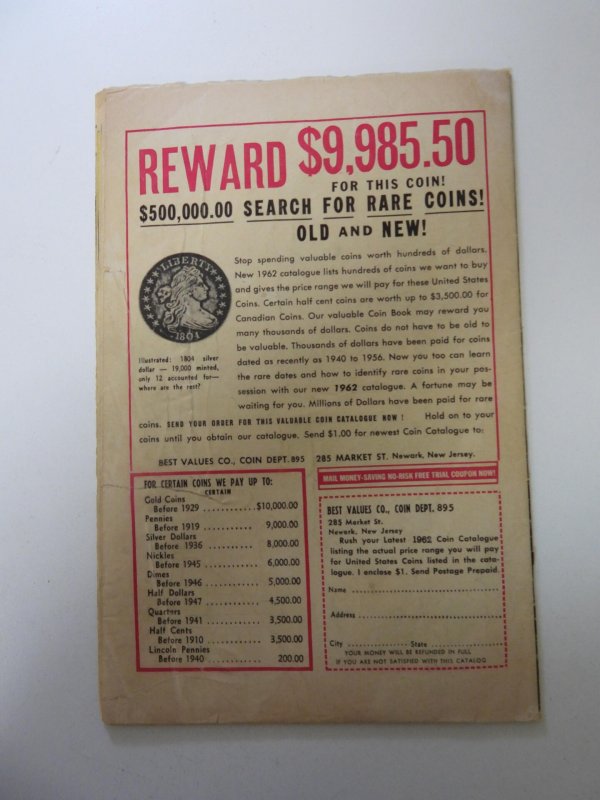 REWARD $9,985.50
FOR THIS COIN!
$500,000.00 SEARCH FOR RARE COINS!
OLD AND NEW!
LIBERTY
1804
Illustrated: 1804 silver
dollar — 19,000 minted,
only 12 accounted for—
where are the rest?
Stop spending valuable coins worth hundreds of dollars.
New 1962 catalogue lists hundreds of coins we want to buy
and gives the price range we will pay for these United States
Coins. Certain half cent coins are worth up to $3,500.00 for
Canadian Coins. Our valuable Coin Book may reward you
many thousands of dollars. Coins do not have to be old to
be valuable. Thousands of dollars have been paid for coins
dated as recently as 1940 to 1956. Now you too can learn
the rare dates and how to identify rare coins in your pos-
session with our new 1962 catalogue. A fortune may be
waiting for you. Millions of Dollars have been paid for rare
coins. SEND YOUR ORDER FOR THIS VALUABLE COIN CATALOGUE NOW ! Hold on to your
coins until you obtain our catalogue. Send $1.00 for newest Coin Catalogue to:
BEST VALUES CO., COIN DEPT. 895 285 MARKET ST. Newark, New Jersey.
FOR CERTAIN COINS WE PAY UP TO:
CERTAIN
Gold Coins
Before 1929 ............$10,000.00
Pennies
Before 1919 ............ 9,000.00
Silver Dollars
Before 1936 ............ 8,000.00
Nickles
Before 1945 ............ 6,000.00
Dimes
Before 1946 ............ 5,000.00
Half Dollars
Before 1947 ............ 4,500.00
Quarters
Before 1941 ............ 3,500.00
Half Cents
Before 1910 ............ 3,500.00
Lincoln Pennies
Before 1940 ............ 200.00
MAIL MONEY-SAVING NO-RISK FREE TRIAL COUPON NOW!
BEST VALUES CO., COIN DEPT. 895
285 Market St.
Newark, New Jersey
Rush your Latest 1962 Coin Catalogue
listing the actual price range you will pay
for United States Coins listed in the cata-
logue. I enclose $1. Send Postage Prepaid.
Name
Address
City State
YOUR MONEY WILL BE REFUNDED IN FULL
IF YOU ARE NOT SATISFIED WITH THIS CATALOG